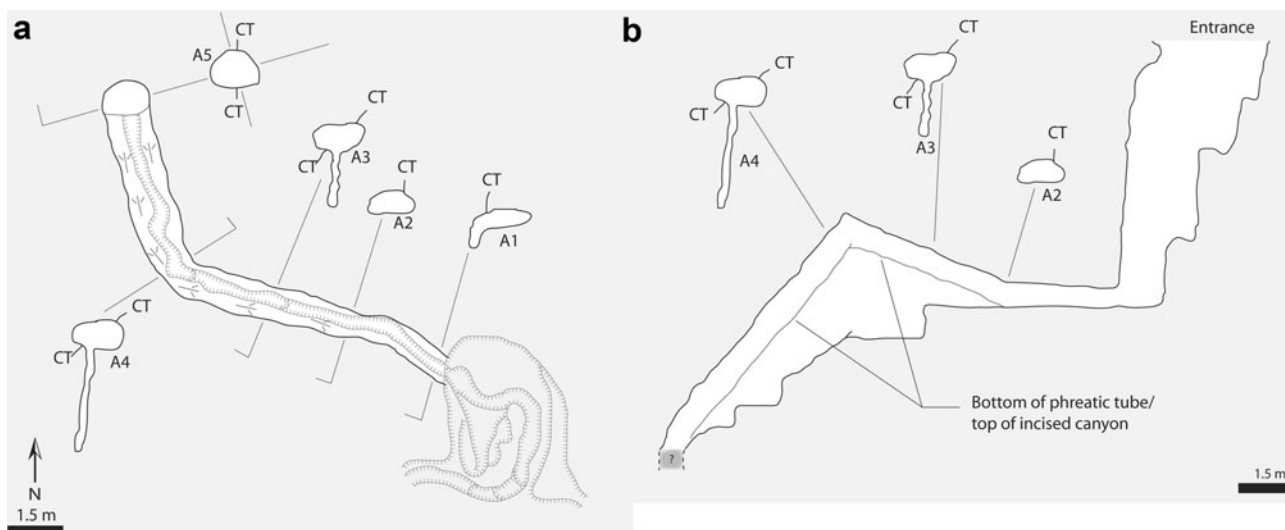 a
CT
A5
CT
CT
CT
A3
CT
A2
CT
A1
CT
CT
A4
N
1.5 m
b
Entrance
CT
CT
A4
CT
CT
A3
CT
A2
Bottom of phreatic tube/
top of incised canyon
?
1.5 m